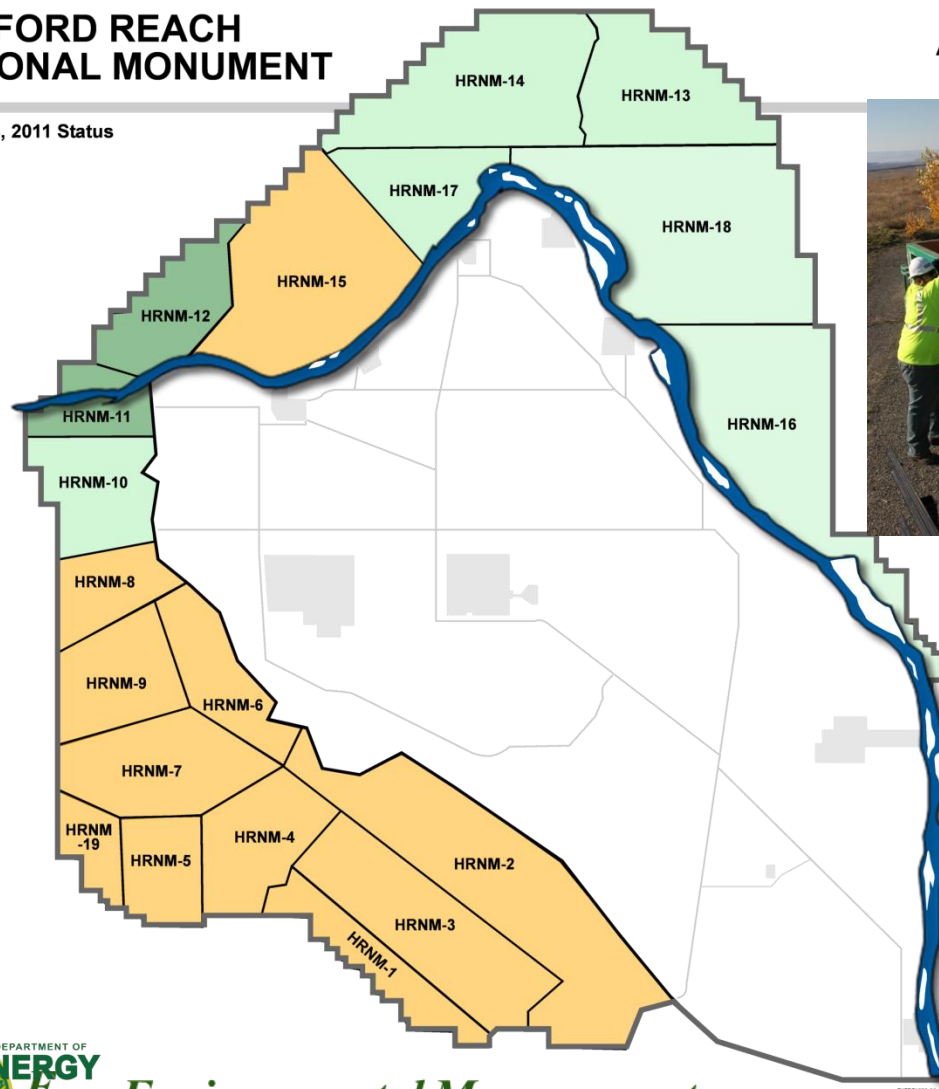 FORD REACH
ONAL MONUMENT
, 2011 Status
HRNM-14
HRNM-13
HRNM-17
HRNM-18
HRNM-15
HRNM-12
HRNM-11
HRNM-16
HRNM-10
HRNM-8
HRNM-9
HRNM-6
HRNM-7
HRNM
-19
HRNM-5
HRNM-4
HRNM-2
HRNM-3
HRNM-1
DEPARTMENT OF
NERGY